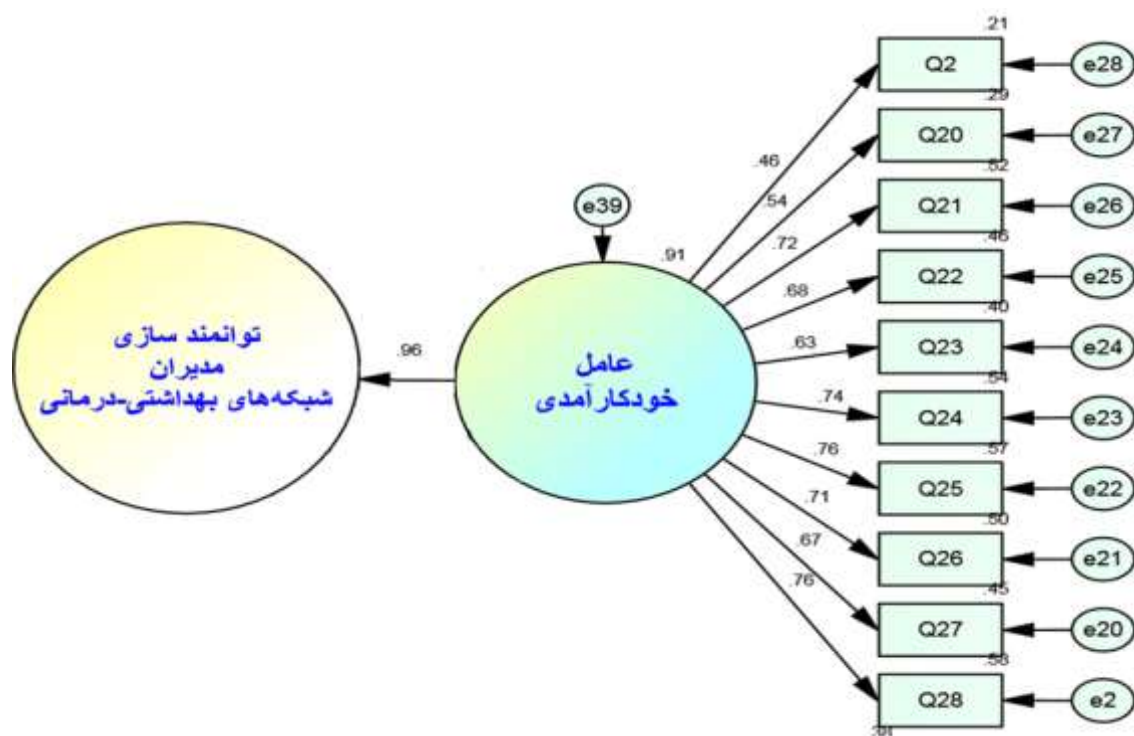 .21
Q2
e28
.29
Q20
e27
.52
Q21
e26
.46
Q22
e25
.40
Q23
e24
.54
Q24
e23
.57
Q25
e22
.50
Q26
e21
.45
Q27
e20
.58
Q28
e2
.46
.54
.72
.68
.63
.74
.76
.71
.67
.76
e39
.91
عامل
خودکارآمدی
.96
توانمند سازی
مدیران
شبکه‌های بهداشتی-درمانی